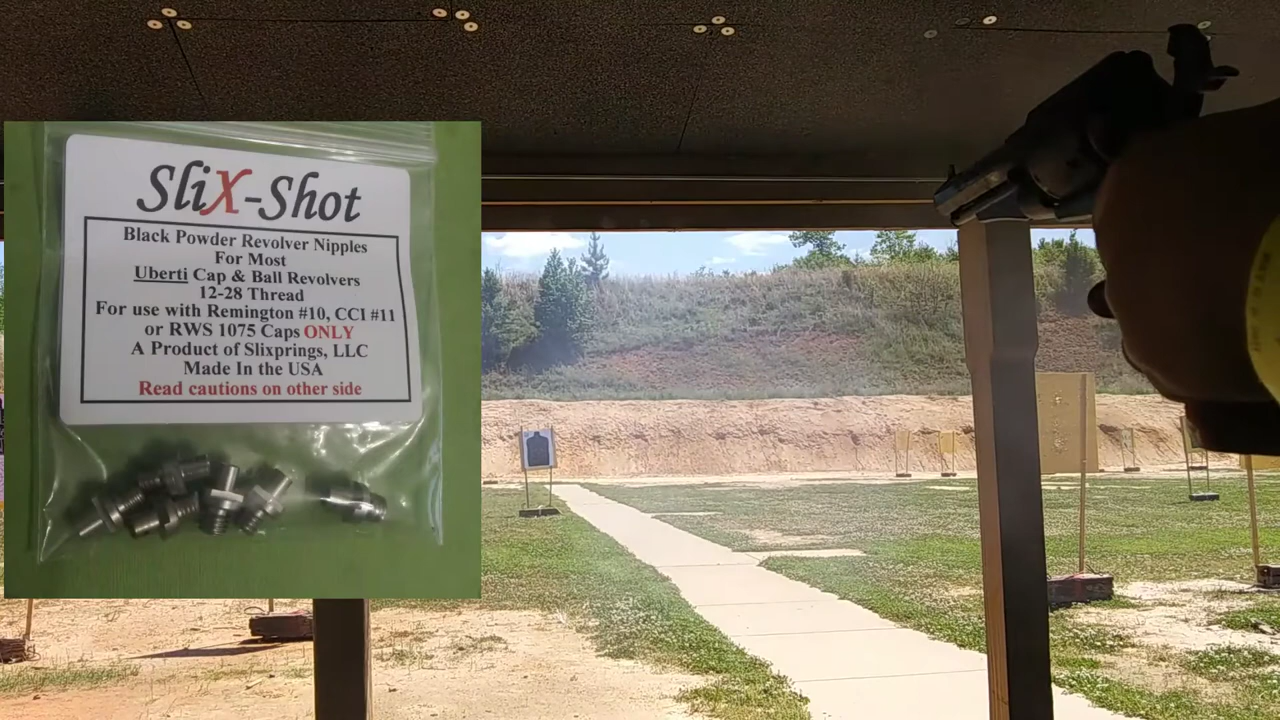 SliX-Shot
Black Powder Revolver Nipples
For Most
Uberti Cap & Ball Revolvers
12-28 Thread
For use with Remington #10, CCI #11
or RWS 1075 Caps ONLY
A Product of Slixprings, LLC
Made In the USA
Read cautions on other side